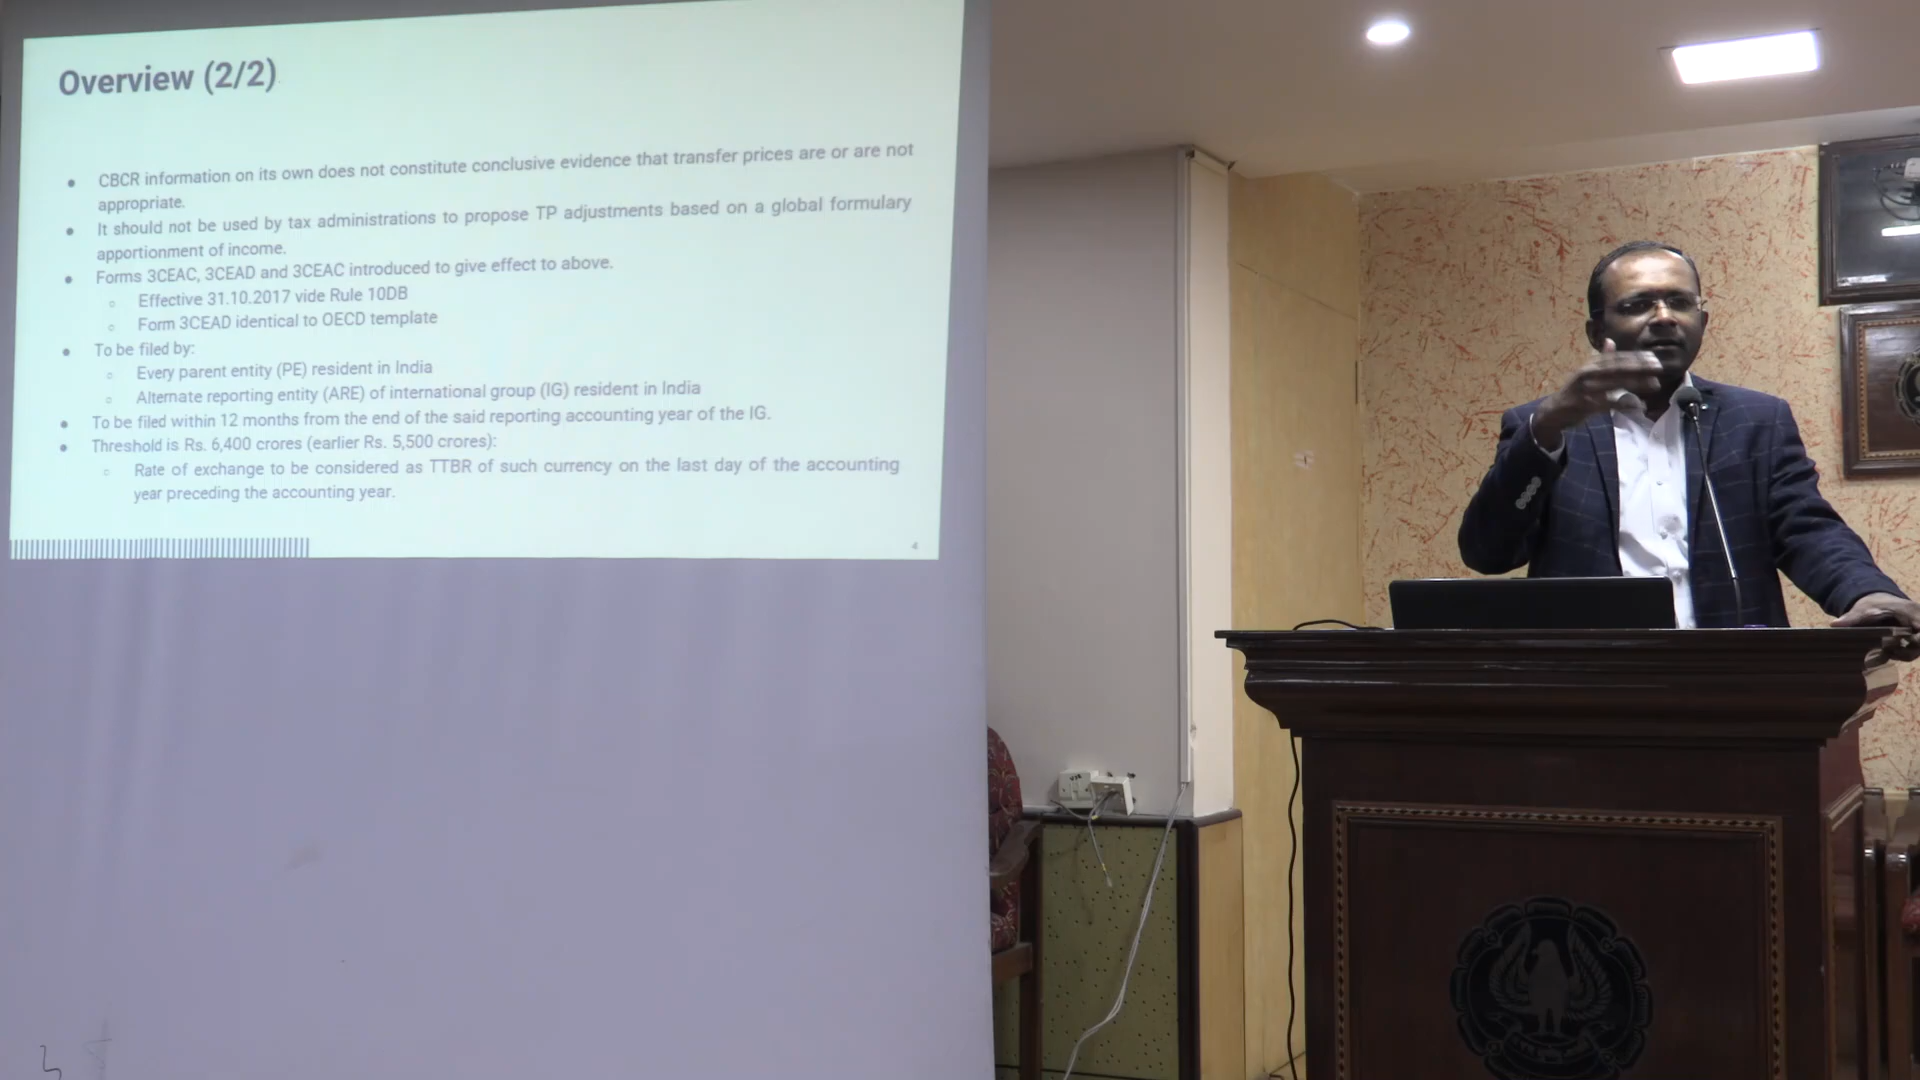 Overview (2/2)
● CBCR information on its own does not constitute conclusive evidence that transfer prices are or are not
appropriate.
● It should not be used by tax administrations to propose TP adjustments based on a global formulary
apportionment of income.
● Forms 3CEAC, 3CEAD and 3CEAC introduced to give effect to above.
○ Effective 31.10.2017 vide Rule 10DB
○ Form 3CEAD identical to OECD template
● To be filed by:
○ Every parent entity (PE) resident in India
○ Alternate reporting entity (ARE) of international group (IG) resident in India
● To be filed within 12 months from the end of the said reporting accounting year of the IG.
● Threshold is Rs. 6,400 crores (earlier Rs. 5,500 crores):
○ Rate of exchange to be considered as TTBR of such currency on the last day of the accounting
year preceding the accounting year.
4